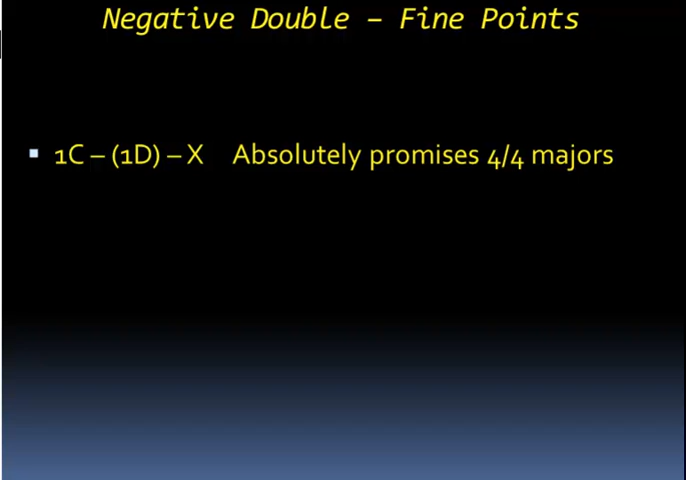 Negative Double – Fine Points
1C – (1D) – X Absolutely promises 4/4 majors